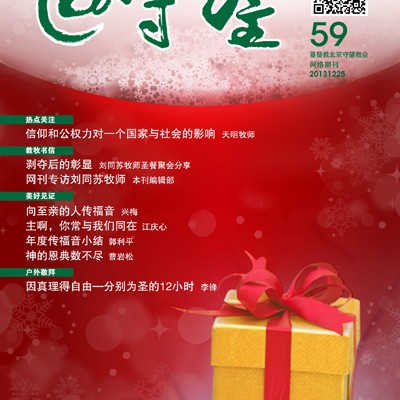 @守望
59
基督教北京守望教会
网络期刊
20131225
热点关注
信仰和公权力对一个国家与社会的影响 天明牧师
教牧书信
剥夺后的彰显 刘同苏牧师圣餐聚会分享
网刊专访刘同苏牧师 本刊编辑部
美好见证
向至亲的人传福音 兴梅
主啊，你常与我们同在 江庆心
年度传福音小结 郭利平
神的恩典数不尽 曹岩松
户外敬拜
因真理得自由—分别为圣的12小时 李锋